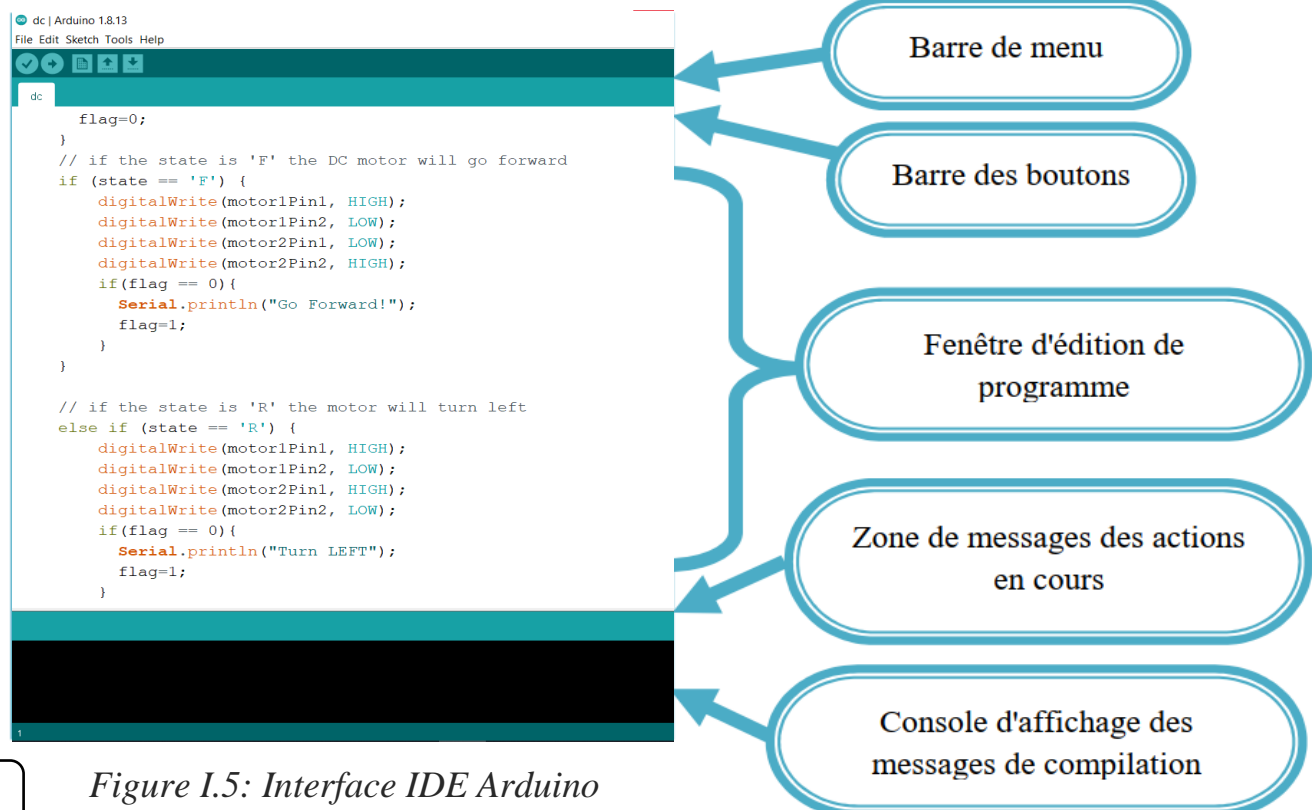 dc | Arduino 1.8.13
File Edit Sketch Tools Help
dc
flag=0;
}
// if the state is 'F' the DC motor will go forward
if (state == 'F') {
digitalWrite(motor1Pin1, HIGH);
digitalWrite(motor1Pin2, LOW);
digitalWrite(motor2Pin1, LOW);
digitalWrite(motor2Pin2, HIGH);
if(flag == 0){
Serial.println("Go Forward!");
flag=1;
}
}
// if the state is 'R' the motor will turn left
else if (state == 'R') {
digitalWrite(motor1Pin1, HIGH);
digitalWrite(motor1Pin2, LOW);
digitalWrite(motor2Pin1, HIGH);
digitalWrite(motor2Pin2, LOW);
if(flag == 0){
Serial.println("Turn LEFT");
flag=1;
}
1
Barre de menu
Barre des boutons
Fenêtre d'édition de
programme
Zone de messages des actions
en cours
Console d'affichage des
messages de compilation
Figure I.5: Interface IDE Arduino